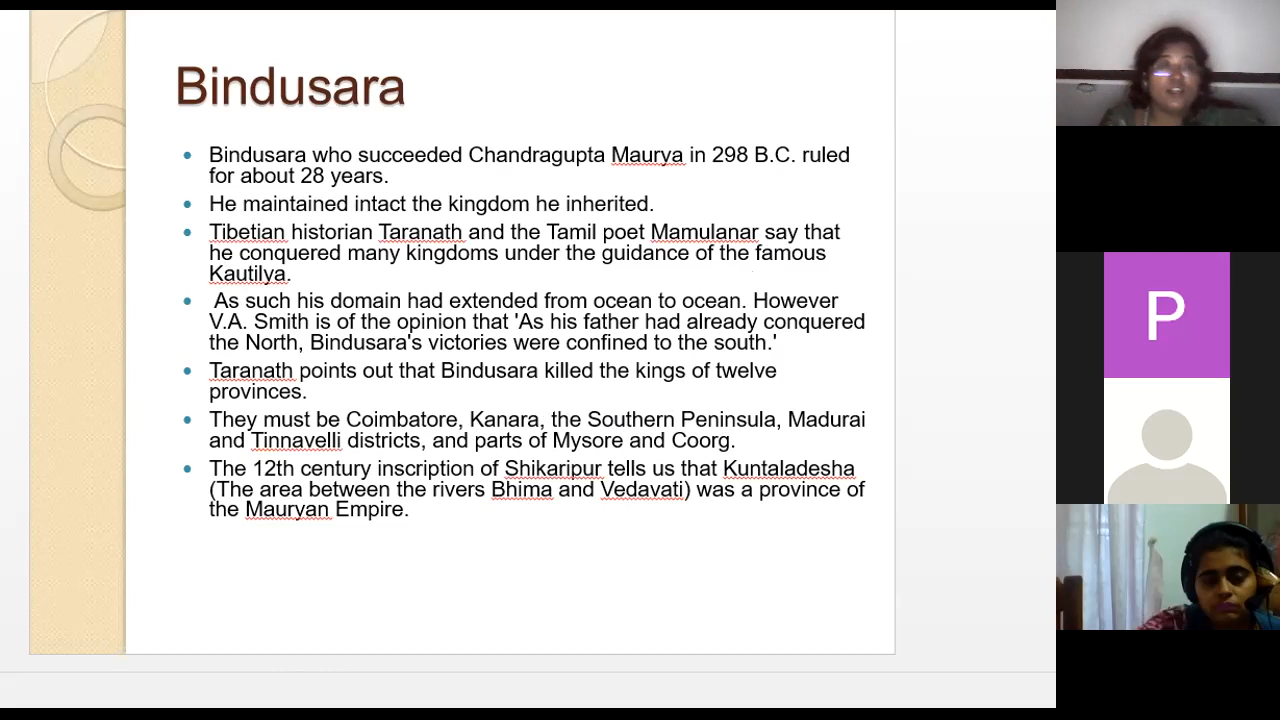 Bindusara
• Bindusara who succeeded Chandragupta Maurya in 298 B.C. ruled
for about 28 years.
• He maintained intact the kingdom he inherited.
• Tibetian historian Taranath and the Tamil poet Mamulanar say that
he conquered many kingdoms under the guidance of the famous
Kautilya.
• As such his domain had extended from ocean to ocean. However
V.A. Smith is of the opinion that 'As his father had already conquered
the North, Bindusara's victories were confined to the south.'
• Taranath points out that Bindusara killed the kings of twelve
provinces.
• They must be Coimbatore, Kanara, the Southern Peninsula, Madurai
and Tinnavelli districts, and parts of Mysore and Coorg.
• The 12th century inscription of Shikaripur tells us that Kuntaladesha
(The area between the rivers Bhima and Vedavati) was a province of
the Mauryan Empire.
P